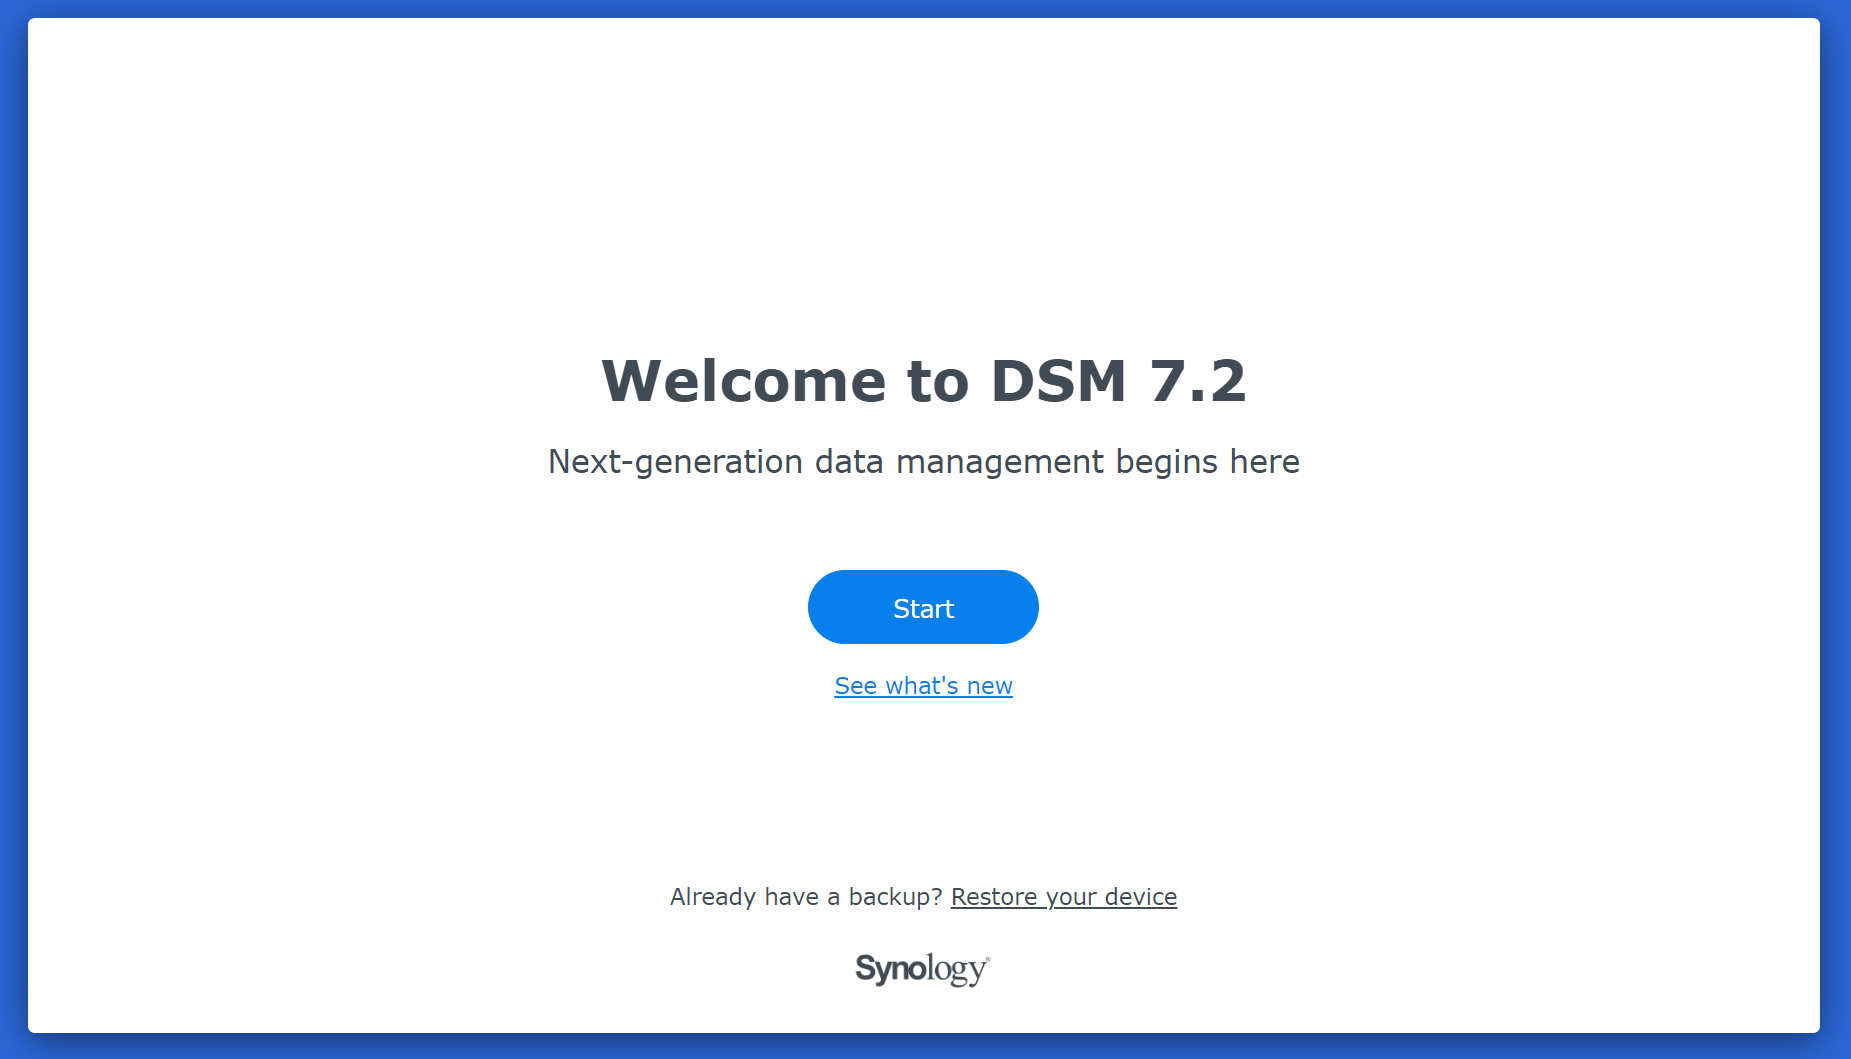 Welcome to DSM 7.2
Next-generation data management begins here
Start
See what's new
Already have a backup? Restore your device
Synology®